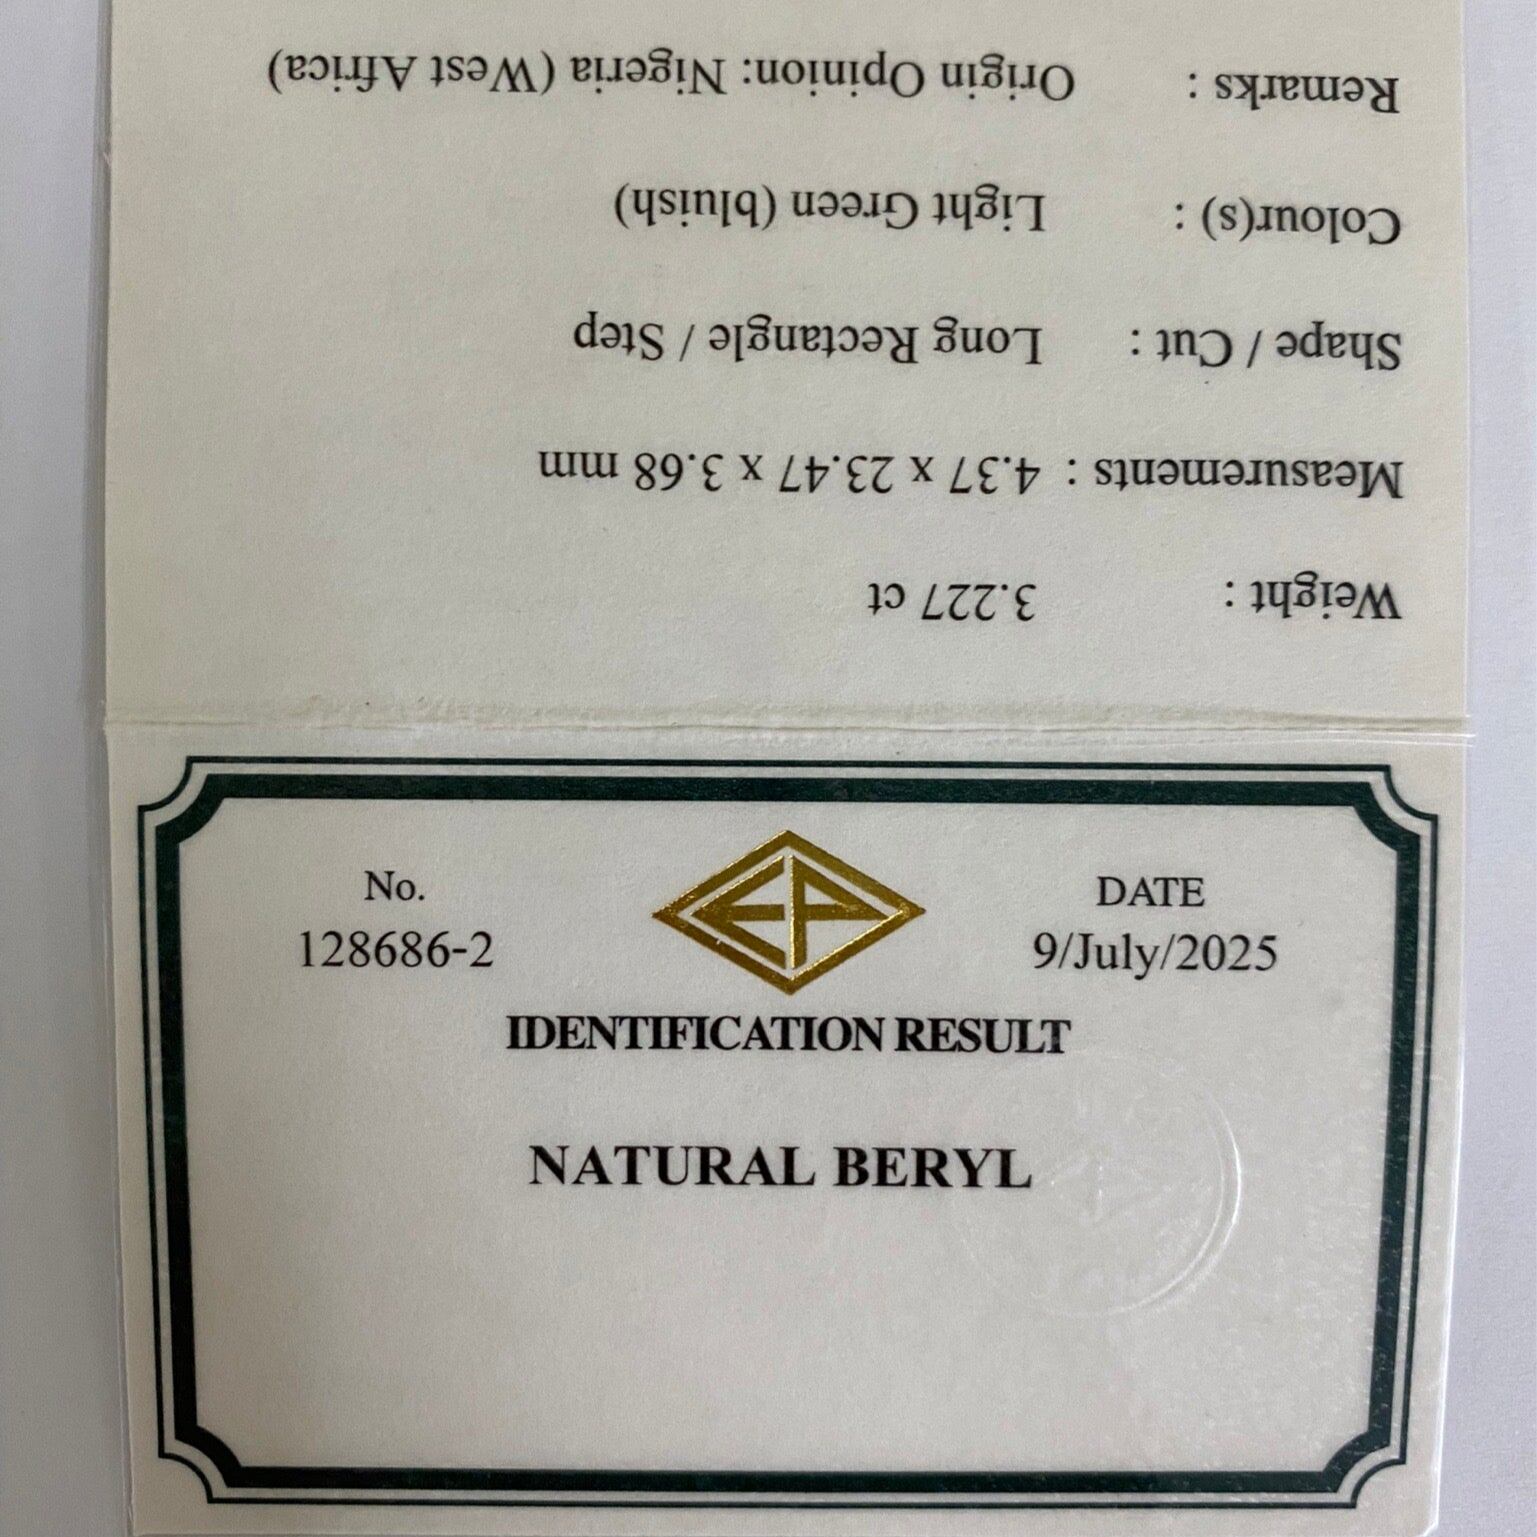 No.
128686-2
EP
DATE
9/July/2025
IDENTIFICATION RESULT
NATURAL BERYL
Weight : 3.227 ct
Measurements : 4.37 x 23.47 x 3.68 mm
Shape / Cut : Long Rectangle / Step
Colour(s) : Light Green (bluish)
Remarks : Origin Opinion: Nigeria (West Africa)